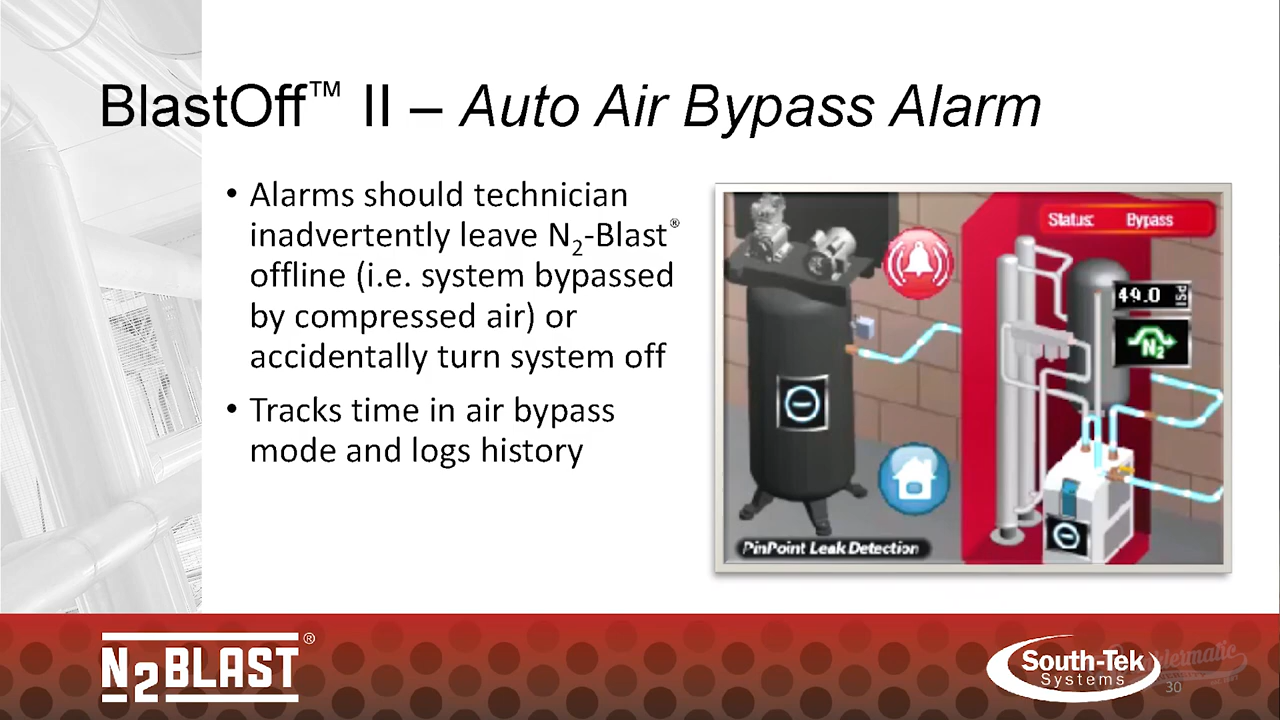 BlastOff™ II – Auto Air Bypass Alarm
• Alarms should technician
inadvertently leave N₂-Blast®
offline (i.e. system bypassed
by compressed air) or
accidentally turn system off
• Tracks time in air bypass
mode and logs history
Status: Bypass
49.0 PSI
N₂
PinPoint Leak Detection
N2BLAST®
South-Tek
Systems
30